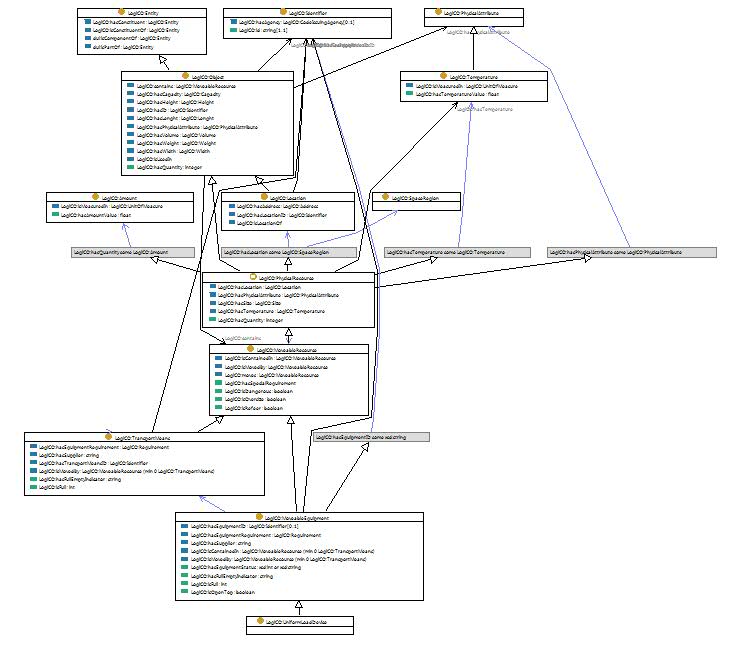 LogiCO:Entity
LogiCO:hasConstituent : LogiCO:Entity
LogiCO:isConstituentOf : LogiCO:Entity
dul:isComponentOf : LogiCO:Entity
dul:isPartOf : LogiCO:Entity
LogiCO:Identifier
LogiCO:hasAgency : LogiCO:CodeIssuingAgency[0..1]
LogiCO:id : string[1..1]
LogiCO:PhysicalAttribute
LogiCO:Object
LogiCO:contains : LogiCO:MoveableResource
LogiCO:hasCapacity : LogiCO:Capacity
LogiCO:hasHeight : LogiCO:Height
LogiCO:hasID : LogiCO:Identifier
LogiCO:hasLenght : LogiCO:Lenght
LogiCO:hasPhysicalAttribute : LogiCO:PhysicalAttribute
LogiCO:hasVolume : LogiCO:Volume
LogiCO:hasWeight : LogiCO:Weight
LogiCO:hasWidth : LogiCO:Width
LogiCO:isUsedIn
LogiCO:hasQuantity: integer
LogiCO:Temperature
LogiCO:isMeasuredIn : LogiCO:UnitOfMeasure
LogiCO:hasTemperatureValue : float
LogiCO:hasTemperature
LogiCO:Amount
LogiCO:isMeasuredIn : LogiCO:UnitOfMeasure
LogiCO:hasAmountValue : float
LogiCO:Location
LogiCO:hasAddress : LogiCO:Address
LogiCO:hasLocationID : LogiCO:Identifier
LogiCO:isLocationOf
LogiCO:SpaceRegion
LogiCO:hasQuantity some LogiCO:Amount
LogiCO:hasLocation some LogiCO:SpaceRegion
LogiCO:hasTemperature some LogiCO:Temperature
LogiCO:hasPhysicalAttribute some LogiCO:PhysicalAttribute
LogiCO:PhysicalResource
LogiCO:hasLocation : LogiCO:Location
LogiCO:hasPhysicalAttribute : LogiCO:PhysicalAttribute
LogiCO:hasSize : LogiCO:Size
LogiCO:hasTemperature : LogiCO:Temperature
LogiCO:hasQuantity: integer
LogiCO:contains
LogiCO:MoveableResource
LogiCO:isContainedIn : LogiCO:MoveableResource
LogiCO:isMovedBy : LogiCO:MoveableResource
LogiCO:moves : LogiCO:MoveableResource
LogiCO:hasSpecialRequirement
LogiCO:isDangerous : boolean
LogiCO:isOversize : boolean
LogiCO:isReefer : boolean
LogiCO:TransportMeans
LogiCO:hasEquipmentRequirement : LogiCO:Requirement
LogiCO:hasSupplier : string
LogiCO:hasTransportMeansID : LogiCO:Identifier
LogiCO:isMovedBy : LogiCO:MoveableResource (min 0 LogiCO:TransportMeans)
LogiCO:hasFullEmptyIndicator : string
LogiCO:isFull : int
LogiCO:hasEquipmentID some xsd:string
LogiCO:MoveableEquipment
LogiCO:hasEquipmentID : LogiCO:Identifier[0..1]
LogiCO:hasEquipmentRequirement : LogiCO:Requirement
LogiCO:hasSupplier : string
LogiCO:isContainedIn : LogiCO:MoveableResource (min 0 LogiCO:TransportMeans)
LogiCO:isMovedBy : LogiCO:MoveableResource (min 0 LogiCO:TransportMeans)
LogiCO:hasEquipmentStatus: xsd:int or xsd:string
LogiCO:hasFullEmptyIndicator : string
LogiCO:isFull : int
LogiCO:isOpenTop : boolean
LogiCO:UniformLoadDevice